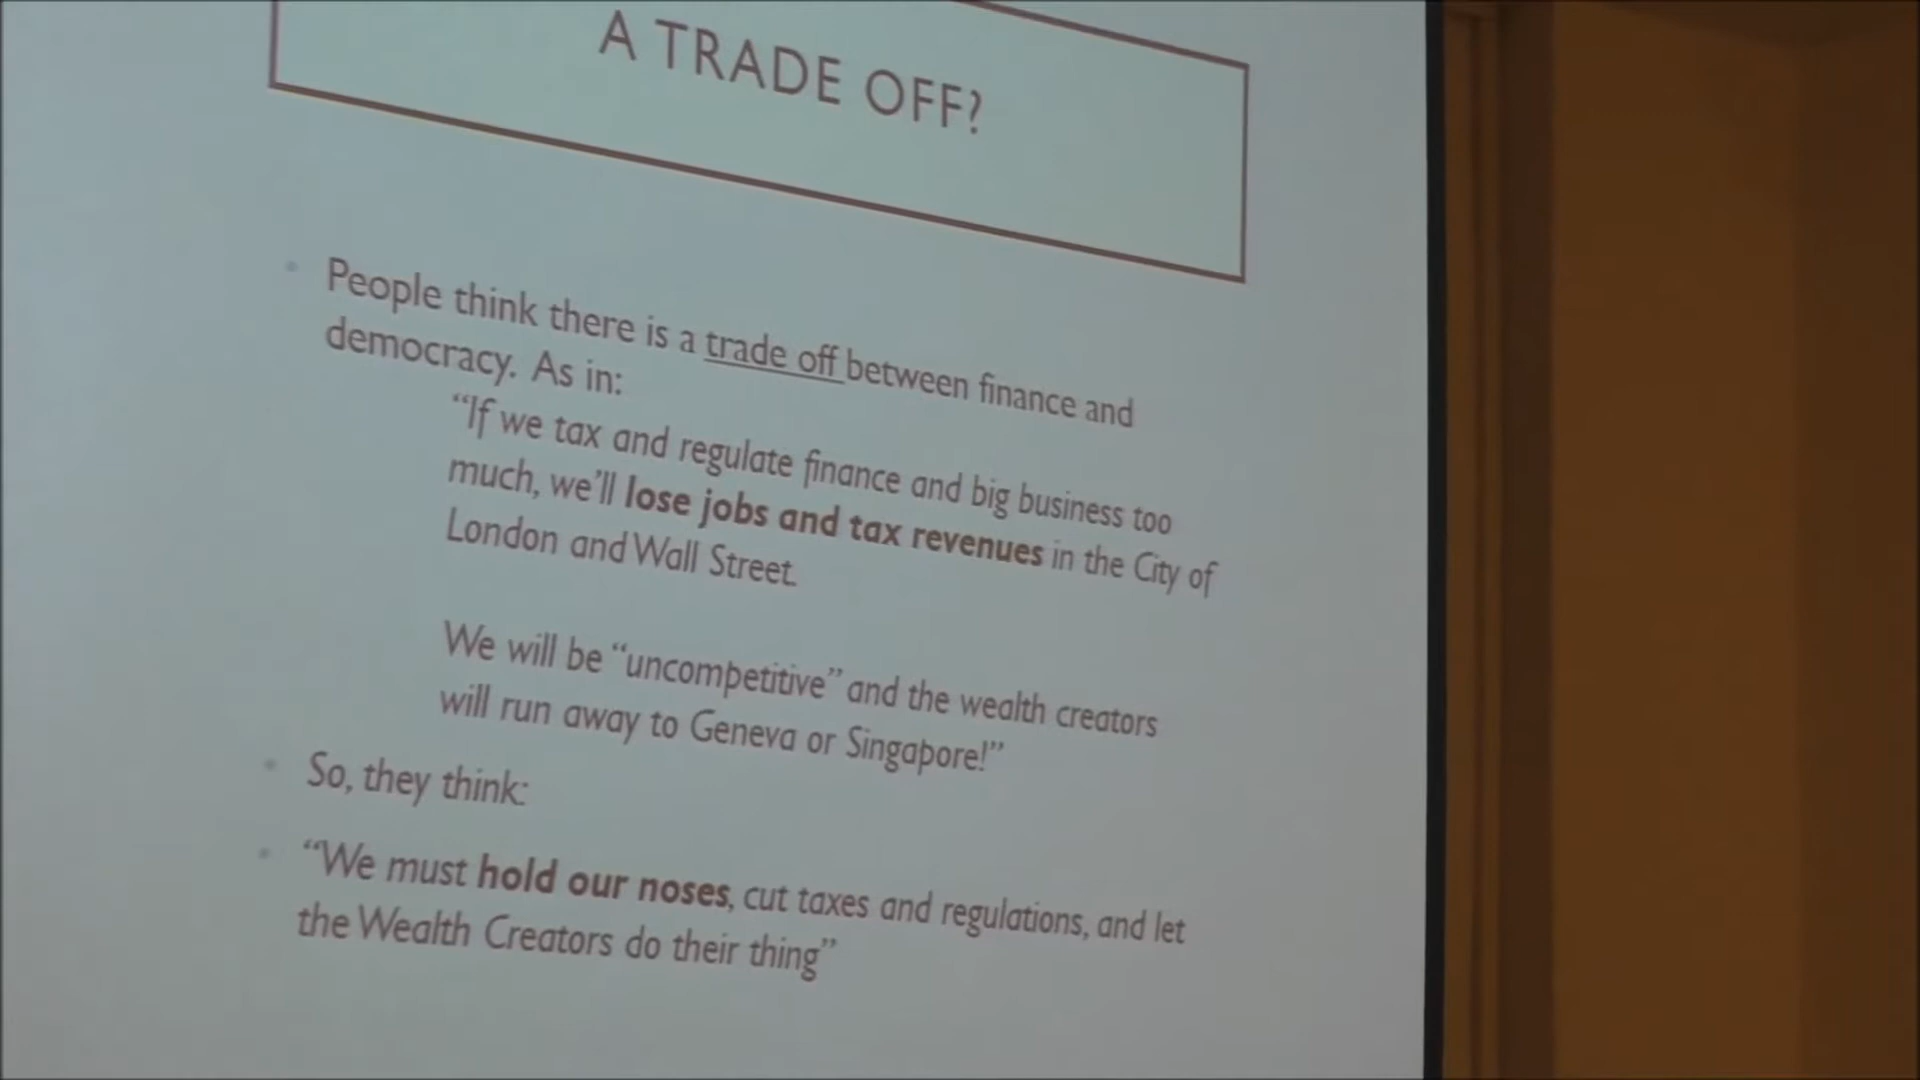 A TRADE OFF?
• People think there is a trade off between finance and
democracy. As in:
“If we tax and regulate finance and big business too
much, we’ll lose jobs and tax revenues in the City of
London and Wall Street.
We will be “uncompetitive” and the wealth creators
will run away to Geneva or Singapore!”
• So, they think:
• “We must hold our noses, cut taxes and regulations, and let
the Wealth Creators do their thing”